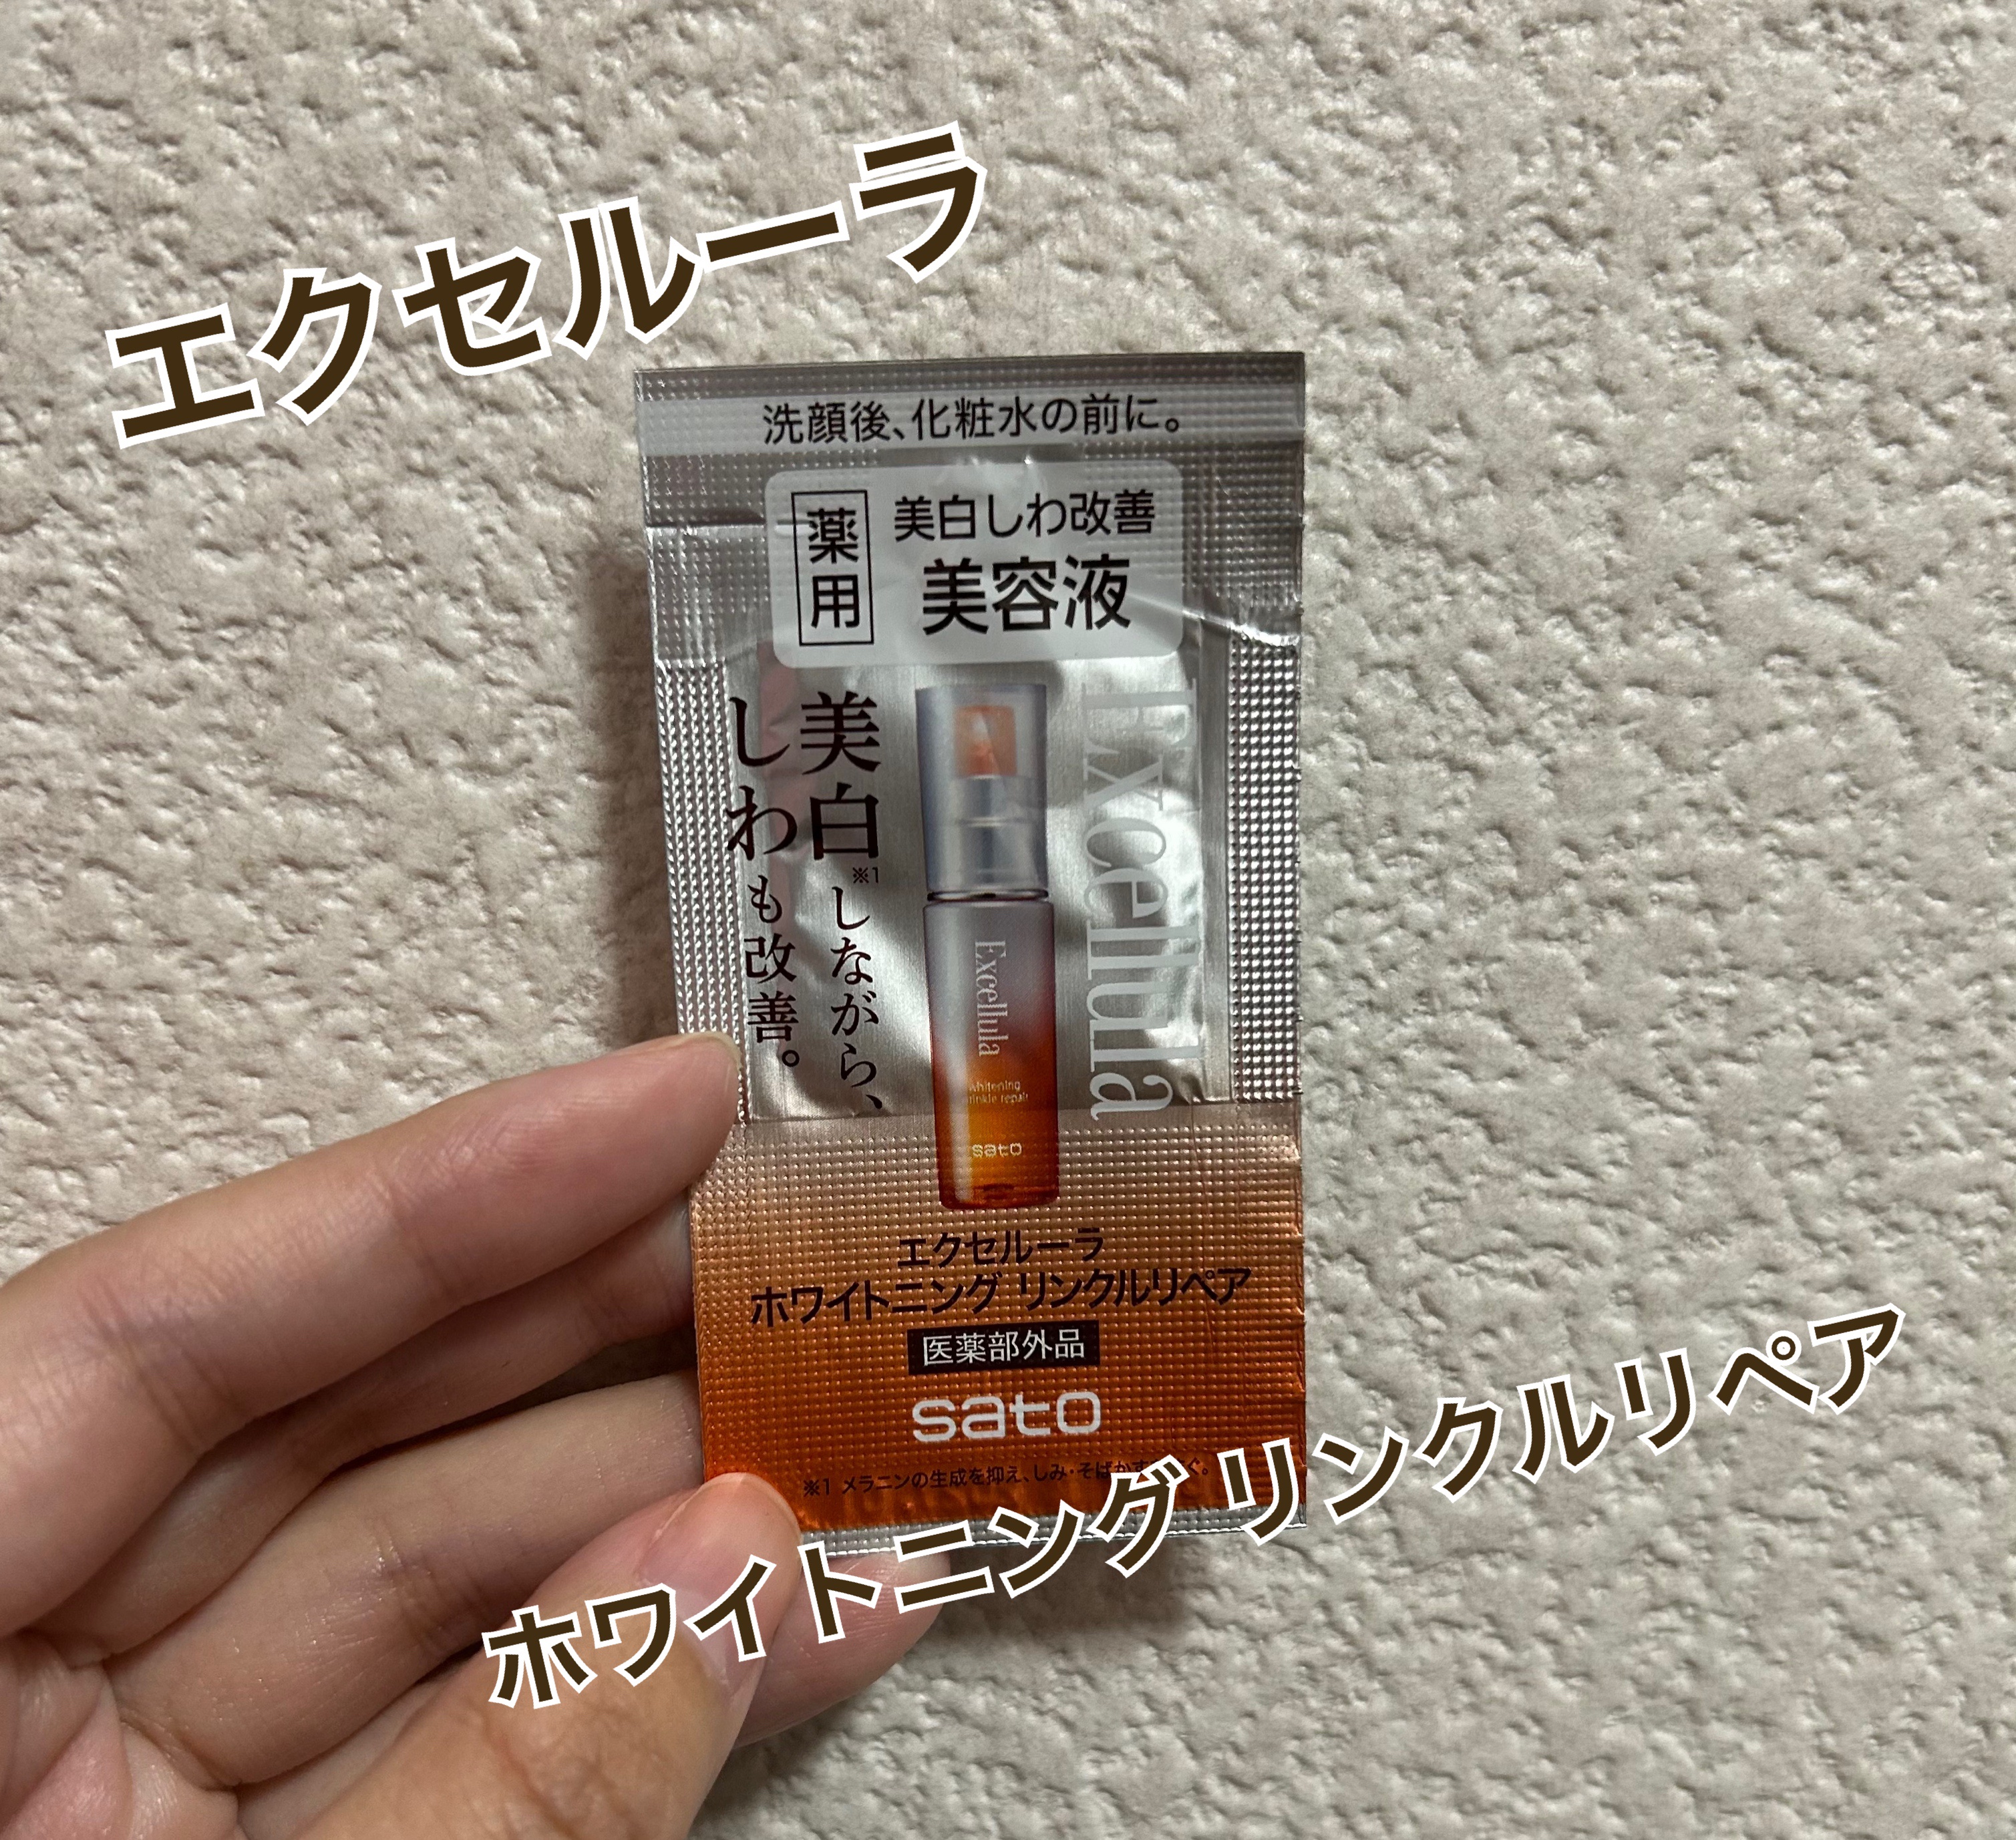 エクセルーラ
洗顔後、化粧水の前に。
薬用
美白しわ改善
美容液
美白※1しながら、
しわも改善。
Excellula
Excellula
whitening
sato
エクセルーラ
ホワイトニング リンクルリペア
医薬部外品
sato
※1 メラニンの生成を抑え、しみ・そばかす
ホワイトニング リンクルリペア